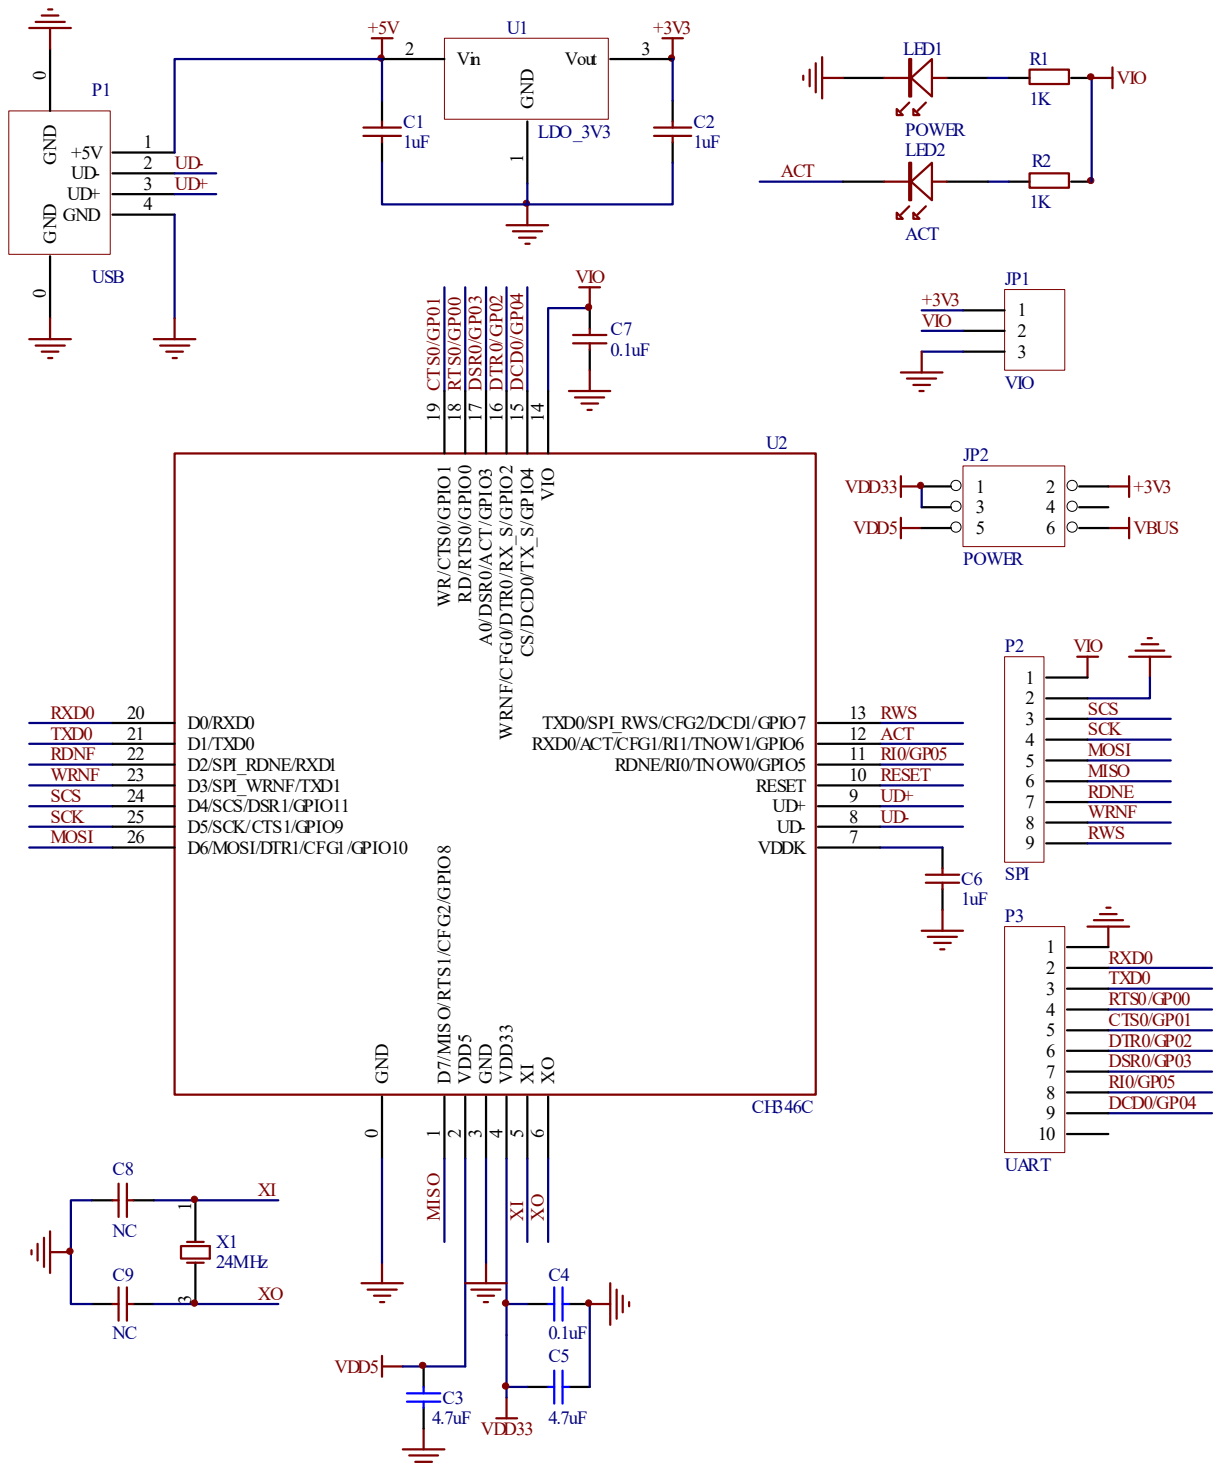 P1
0
GND
+5V
UD-
UD+
GND
GND
1
2
3
4
UD-
UD+
0
USB
+5V
2
U1
Vin
Vout
GND
3
+3V3
LDO_3V3
1
C1
1uF
C2
1uF
LED1
POWER
R1
1K
VIO
LED2
ACT
ACT
R2
1K
JP1
+3V3
VIO
1
2
3
VIO
VIO
C7
0.1uF
CTS0/GP01
RTS0/GP00
DSR0/GP03
DTR0/GP02
DCD0/GP04
19
18
17
16
15
14
U2
WR/CTS0/GPIO1
RD/RTS0/GPIO0
A0/DSR0/ACT/GPIO3
WRNF/CFG0/DTR0/RX_S/GPIO2
CS/DCD0/TX_S/GPIO4
VIO
JP2
VDD33
VDD5
1
3
5
2
4
6
+3V3
VBUS
POWER
RXD0 20 D0/RXD0
TXD0 21 D1/TXD0
RDNF 22 D2/SPI_RDNE/RXD1
WRNF 23 D3/SPI_WRNF/TXD1
SCS 24 D4/SCS/DSR1/GPIO11
SCK 25 D5/SCK/CTS1/GPIO9
MOSI 26 D6/MOSI/DTR1/CFG1/GPIO10
TXD0/SPI_RWS/CFG2/DCD1/GPIO7 13 RWS
RXD0/ACT/CFG1/RI1/TNOW1/GPIO6 12 ACT
RDNE/RI0/TNOW0/GPIO5 11 RI0/GP05
RESET 10 RESET
UD+ 9 UD+
UD- 8 UD-
VDDK 7
C6
1uF
GND
D7/MISO/RTS1/CFG2/GPIO8
VDD5
GND
VDD33
XI
XO
CH346C
0
1
2
3
4
5
6
MISO
XI
XO
P2
VIO
1
2
3 SCS
4 SCK
5 MOSI
6 MISO
7 RDNE
8 WRNF
9 RWS
SPI
P3
1
2 RXD0
3 TXD0
4 RTS0/GP00
5 CTS0/GP01
6 DTR0/GP02
7 DSR0/GP03
8 RI0/GP05
9 DCD0/GP04
10
UART
C8
NC
XI
1
X1
24MHz
C9
NC
3
XO
C4
0.1uF
C5
4.7uF
VDD5
C3
4.7uF
VDD33